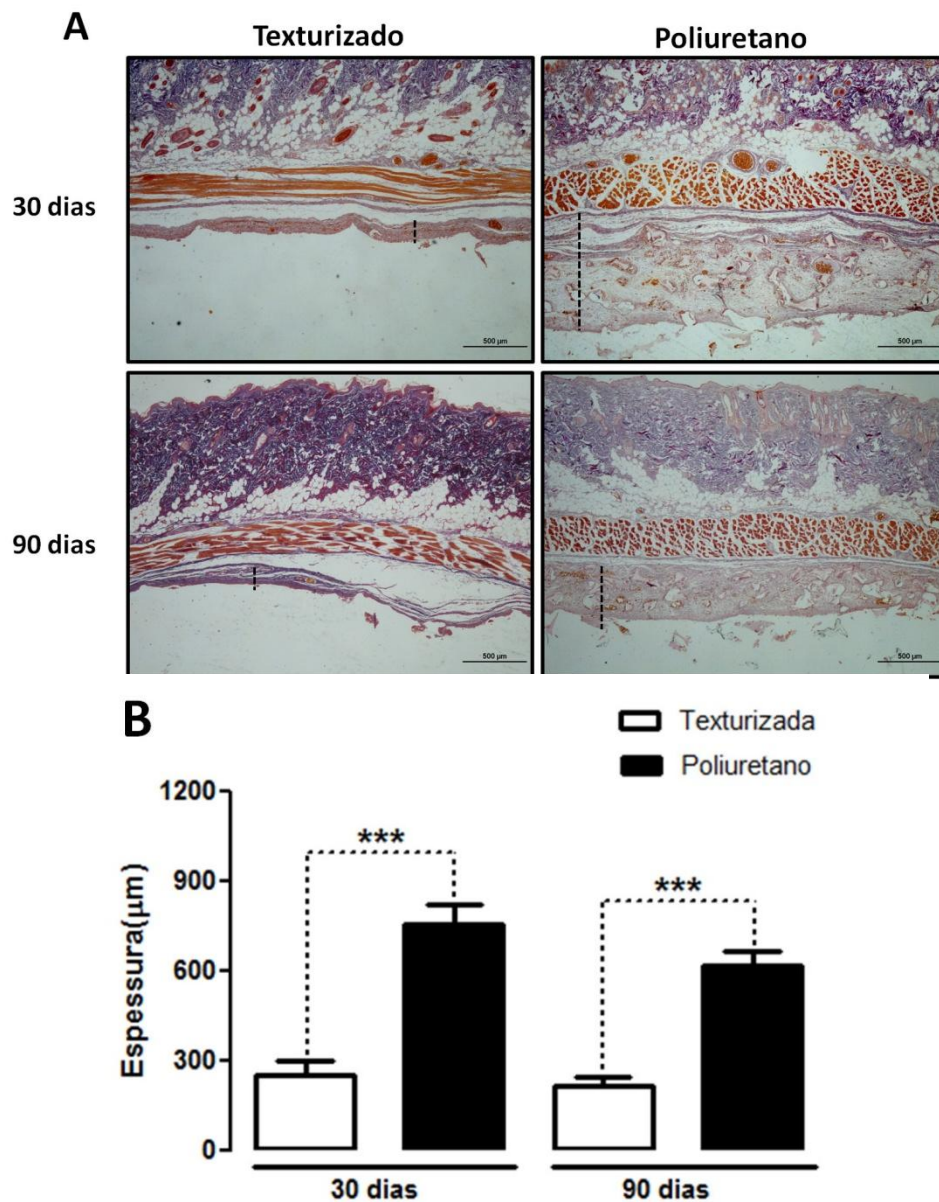 A
Texturizado Poliuretano
30 dias
500 µm 500 µm
90 dias
500 µm 500 µm
B
Texturizada
Poliuretano
Espessura(µm)
1200
900
600
300
0
*** ***
30 dias 90 dias